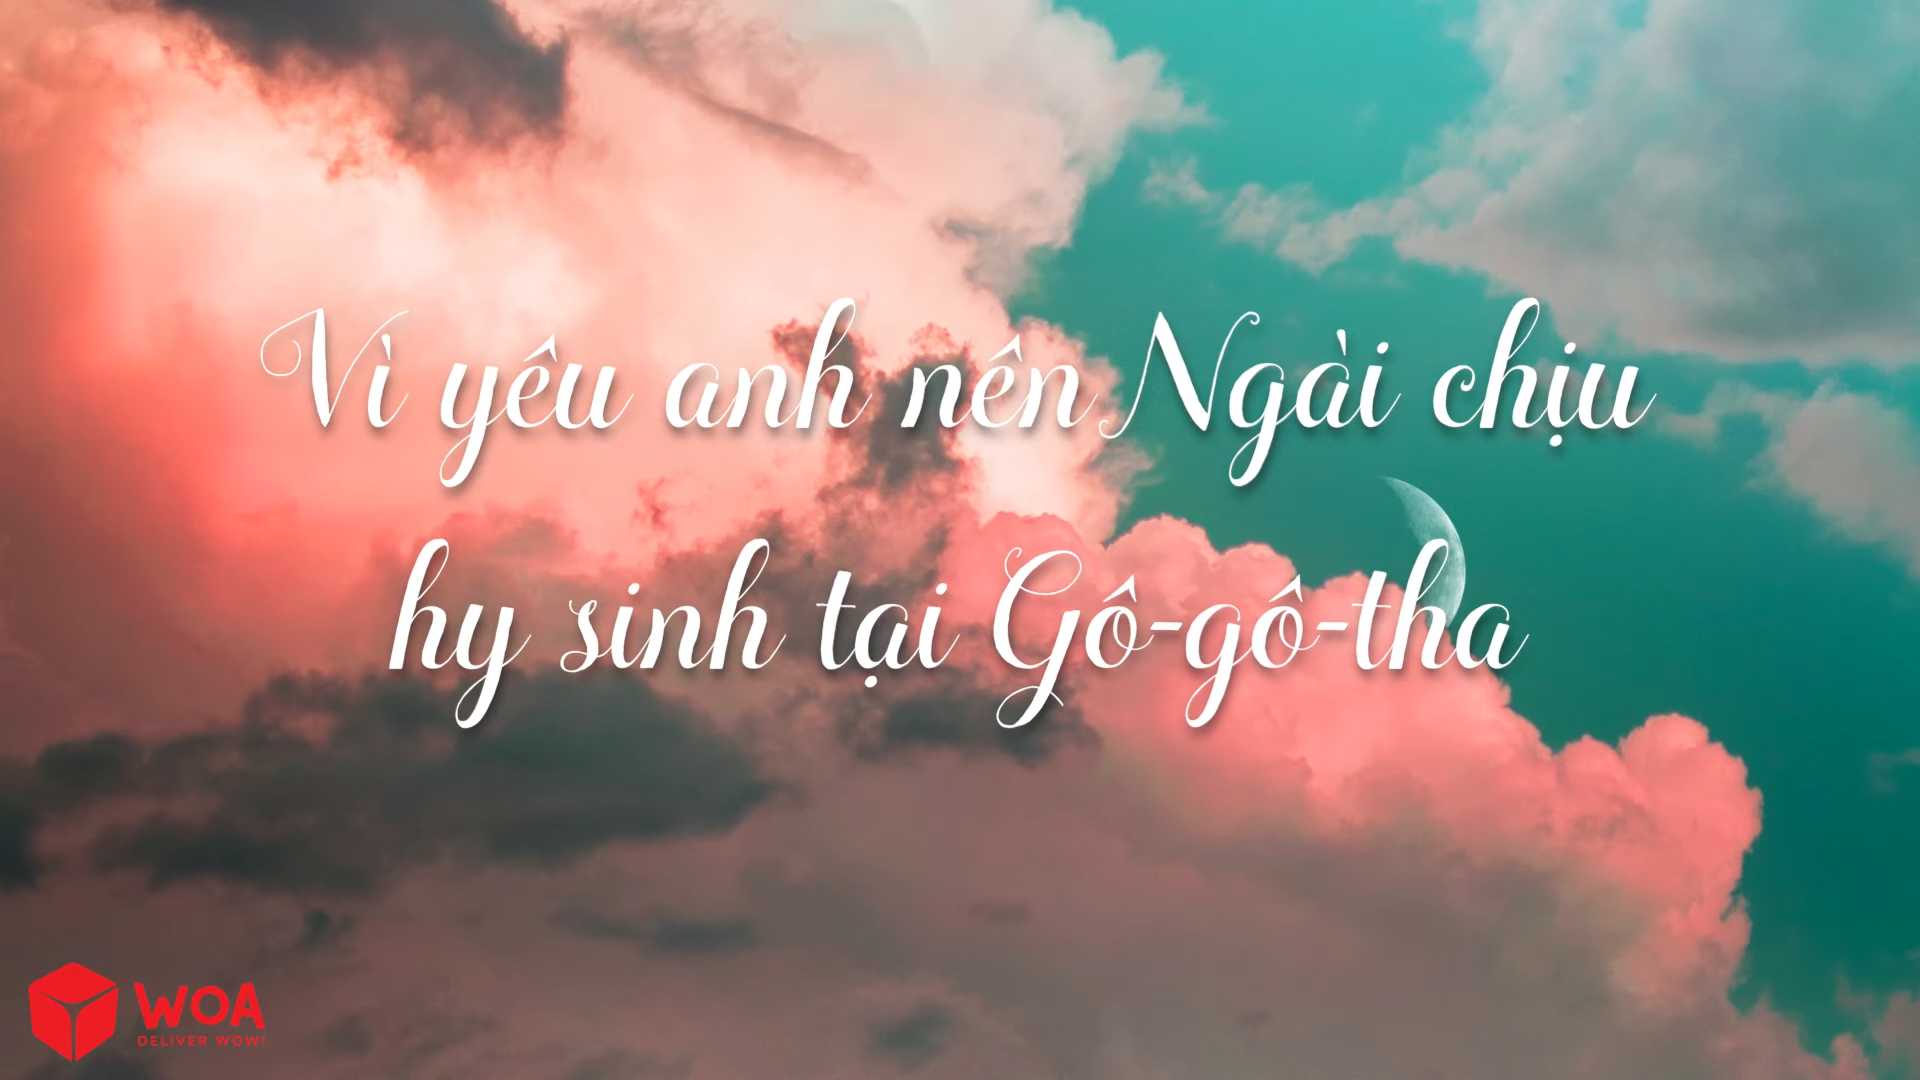 Vì yêu anh nên Ngài chịu
hy sinh tại Gô-gô-tha
WOA
DELIVER WOW!